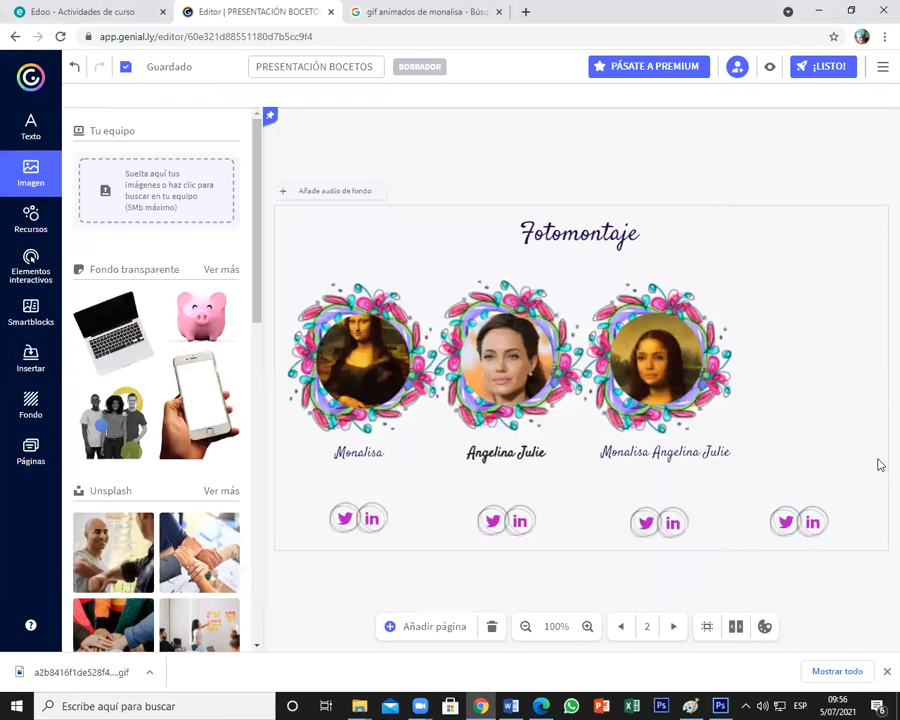 Edoo - Actividades de curso
Editor | PRESENTACIÓN BOCETO
gif animados de monalisa - Búsq
app.genial.ly/editor/60e321d88551180d7b5cc9f4
Guardado
PRESENTACIÓN BOCETOS
BORRADOR
PÁSATE A PREMIUM
¡LISTO!
Texto
Imagen
Recursos
Elementos
interactivos
Smartblocks
Insertar
Fondo
Páginas
Tu equipo
Suelta aquí tus
imágenes o haz clic para
buscar en tu equipo
(5Mb máximo)
Fondo transparente
Ver más
Unsplash
Ver más
Añade audio de fondo
Fotomontaje
Monalisa
Angelina Julie
Monalisa Angelina Julie
Añadir página
100%
2
a2b8416f1de528f4....gif
Mostrar todo
Escribe aquí para buscar
ESP
09:56
5/07/2021
6